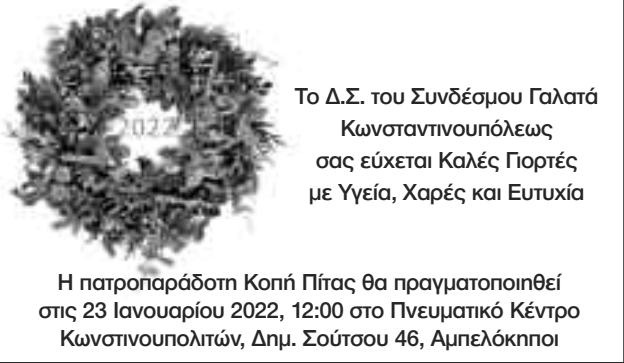 2022
Το Δ.Σ. του Συνδέσμου Γαλατά
Κωνσταντινουπόλεως
σας εύχεται Καλές Γιορτές
με Υγεία, Χαρές και Ευτυχία
Η πατροπαράδοτη Κοπή Πίτας θα πραγματοποιηθεί
στις 23 Ιανουαρίου 2022, 12:00 στο Πνευματικό Κέντρο
Κωνστινουπολιτών, Δημ. Σούτσου 46, Αμπελόκηποι